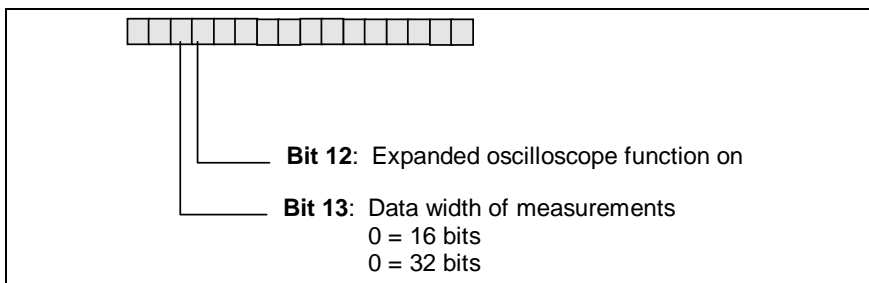 Bit 12: Expanded oscilloscope function on
Bit 13: Data width of measurements
0 = 16 bits
0 = 32 bits